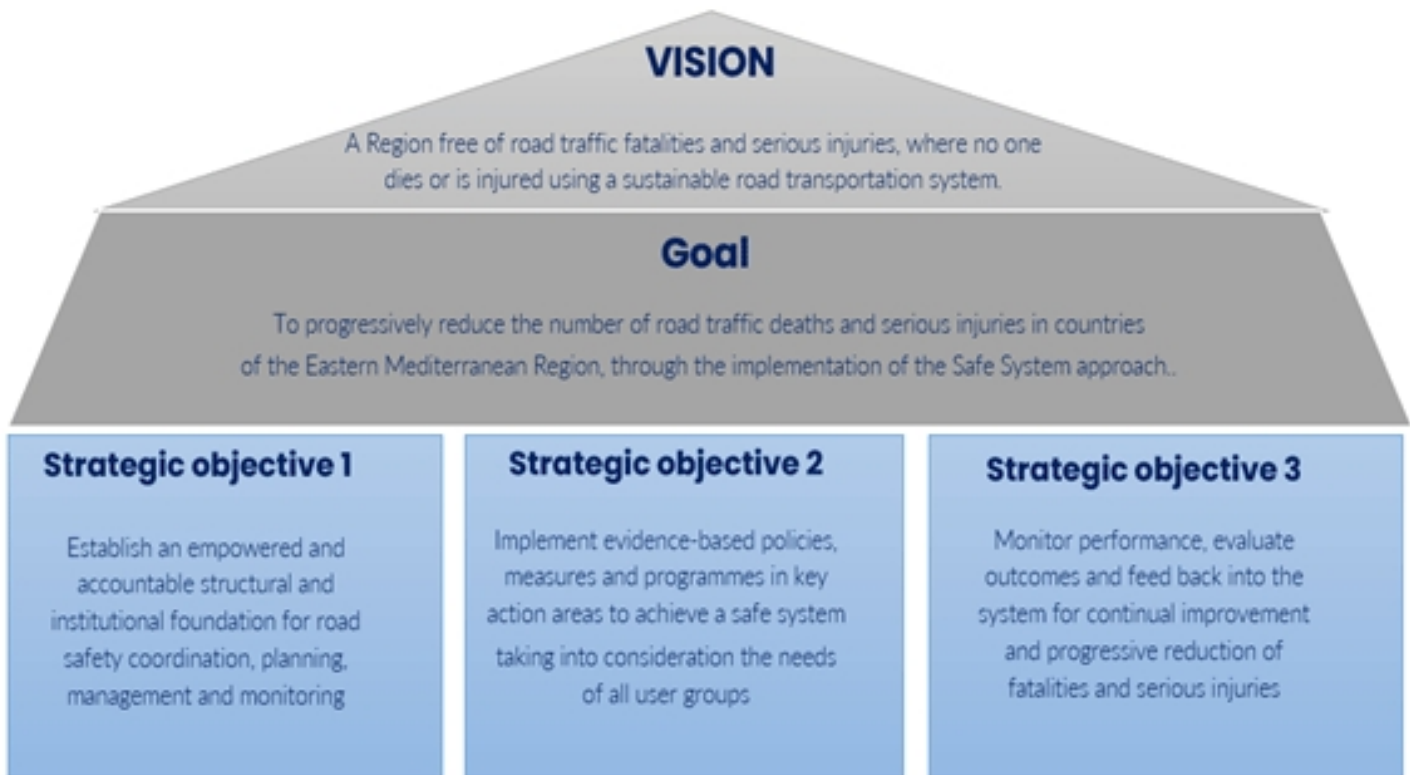 VISION
A Region free of road traffic fatalities and serious injuries, where no one
dies or is injured using a sustainable road transportation system.
Goal
To progressively reduce the number of road traffic deaths and serious injuries in countries
of the Eastern Mediterranean Region, through the implementation of the Safe System approach..
Strategic objective 1
Establish an empowered and
accountable structural and
institutional foundation for road
safety coordination, planning,
management and monitoring
Strategic objective 2
Implement evidence-based policies,
measures and programmes in key
action areas to achieve a safe system
taking into consideration the needs
of all user groups
Strategic objective 3
Monitor performance, evaluate
outcomes and feed back into the
system for continual improvement
and progressive reduction of
fatalities and serious injuries